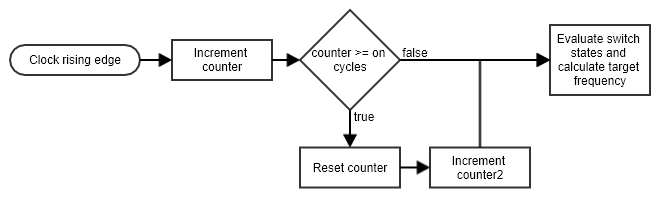 Clock rising edge
Increment
counter
counter >= on
cycles
false
true
Reset counter
Increment
counter2
Evaluate switch
states and
calculate target
frequency